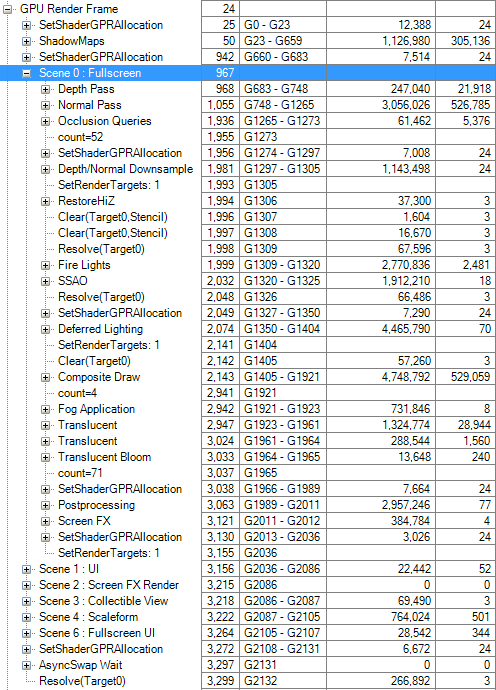 GPU Render Frame 24
SetShaderGPRAllocation 25 G0 - G23 12,388 24
ShadowMaps 50 G23 - G659 1,126,980 305,136
SetShaderGPRAllocation 942 G660 - G683 7,514 24
Scene 0 : Fullscreen 967
Depth Pass 968 G683 - G748 247,040 21,918
Normal Pass 1,055 G748 - G1265 3,056,026 526,785
Occlusion Queries 1,936 G1265 - G1273 61,462 5,376
count=52 1,955 G1273
SetShaderGPRAllocation 1,956 G1274 - G1297 7,008 24
Depth/Normal Downsample 1,981 G1297 - G1305 1,143,498 24
SetRenderTargets: 1 1,993 G1305
RestoreHiZ 1,994 G1306 37,300 3
Clear(Target0,Stencil) 1,996 G1307 1,604 3
Clear(Target0,Stencil) 1,997 G1308 16,670 3
Resolve(Target0) 1,998 G1309 67,596 3
Fire Lights 1,999 G1309 - G1320 2,770,836 2,481
SSAO 2,032 G1320 - G1325 1,912,210 18
Resolve(Target0) 2,048 G1326 66,486 3
SetShaderGPRAllocation 2,049 G1327 - G1350 7,290 24
Deferred Lighting 2,074 G1350 - G1404 4,465,790 70
SetRenderTargets: 1 2,141 G1404
Clear(Target0) 2,142 G1405 57,260 3
Composite Draw 2,143 G1405 - G1921 4,748,792 529,059
count=4 2,941 G1921
Fog Application 2,942 G1921 - G1923 731,846 8
Translucent 2,947 G1923 - G1961 1,324,774 28,944
Translucent 3,024 G1961 - G1964 288,544 1,560
Translucent Bloom 3,033 G1964 - G1965 13,648 240
count=71 3,037 G1965
SetShaderGPRAllocation 3,038 G1966 - G1989 7,664 24
Postprocessing 3,063 G1989 - G2011 2,957,246 77
Screen FX 3,121 G2011 - G2012 384,784 4
SetShaderGPRAllocation 3,130 G2013 - G2036 3,026 24
SetRenderTargets: 1 3,155 G2036
Scene 1 : UI 3,156 G2036 - G2086 22,442 52
Scene 2 : Screen FX Render 3,215 G2086 0 0
Scene 3 : Collectible View 3,218 G2086 - G2087 69,490 3
Scene 4 : Scaleform 3,222 G2087 - G2105 764,024 501
Scene 6 : Fullscreen UI 3,264 G2105 - G2107 28,542 344
SetShaderGPRAllocation 3,272 G2108 - G2131 6,672 24
AsyncSwap Wait 3,297 G2131 0 0
Resolve(Target0) 3,299 G2132 266,892 3